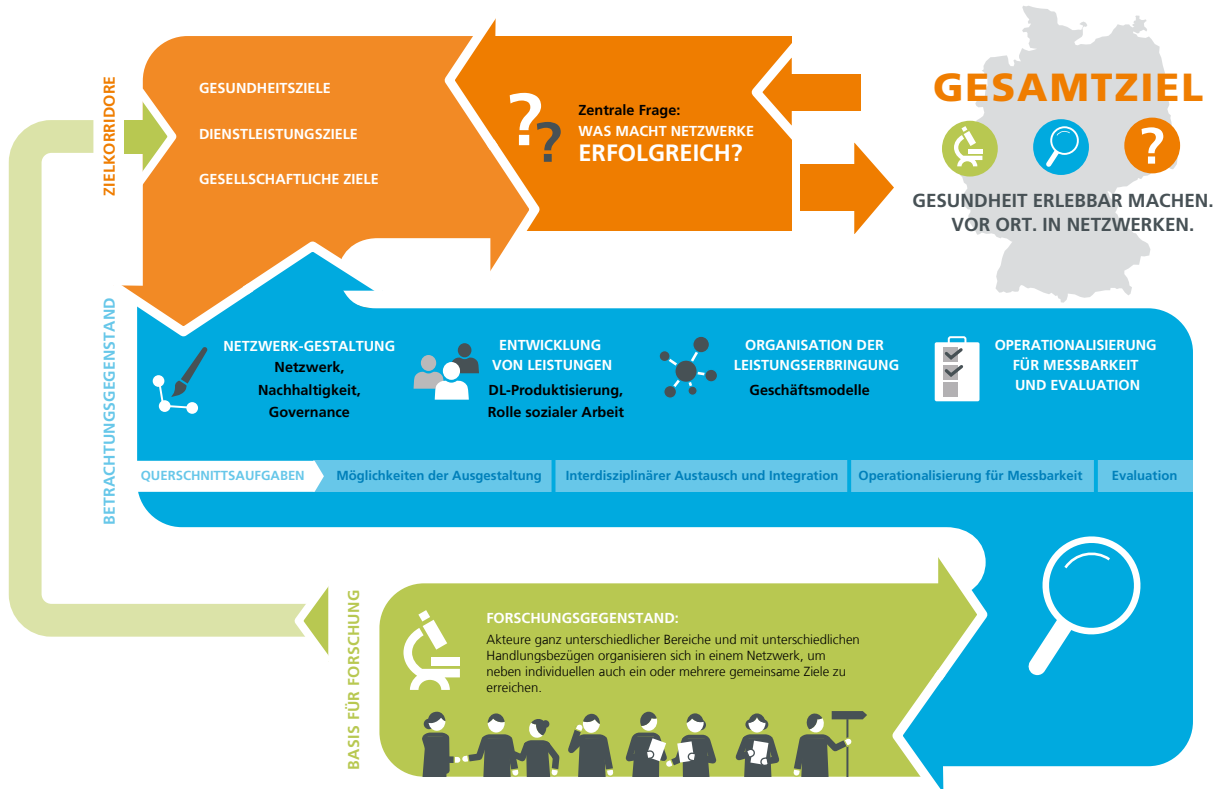 ZIELKORRIDORE
GESUNDHEITSZIELE
DIENSTLEISTUNGSZIELE
GESELLSCHAFTLICHE ZIELE
??
Zentrale Frage:
WAS MACHT NETZWERKE
ERFOLGREICH?
GESAMTZIEL
?
GESUNDHEIT ERLEBBAR MACHEN.
VOR ORT. IN NETZWERKEN.
BETRACHTUNGSGEGENSTAND
NETZWERK-GESTALTUNG
Netzwerk,
Nachhaltigkeit,
Governance
ENTWICKLUNG
VON LEISTUNGEN
DL-Produktisierung,
Rolle sozialer Arbeit
ORGANISATION DER
LEISTUNGSERBRINGUNG
Geschäftsmodelle
OPERATIONALISIERUNG
FÜR MESSBARKEIT
UND EVALUATION
QUERSCHNITTSAUFGABEN
Möglichkeiten der Ausgestaltung
Interdisziplinärer Austausch und Integration
Operationalisierung für Messbarkeit
Evaluation
BASIS FÜR FORSCHUNG
FORSCHUNGSGEGENSTAND:
Akteure ganz unterschiedlicher Bereiche und mit unterschiedlichen
Handlungsbezügen organisieren sich in einem Netzwerk, um
neben individuellen auch ein oder mehrere gemeinsame Ziele zu
erreichen.